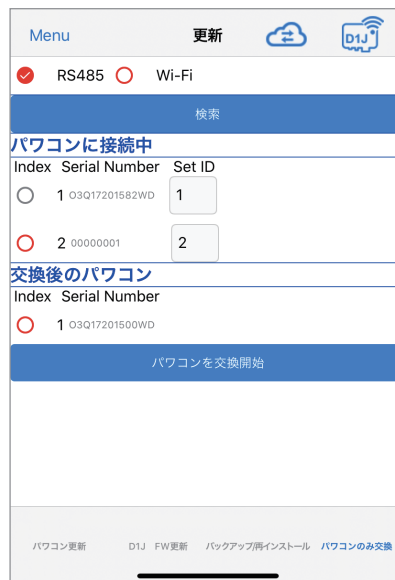 Menu 更新 D1J
RS485 Wi-Fi
検索
パワコンに接続中
Index Serial Number Set ID
1 O3Q17201582WD 1
2 00000001 2
交換後のパワコン
Index Serial Number
1 O3Q17201500WD
パワコンを交換開始
パワコン更新 D1J FW更新 バックアップ/再インストール パワコンのみ交換